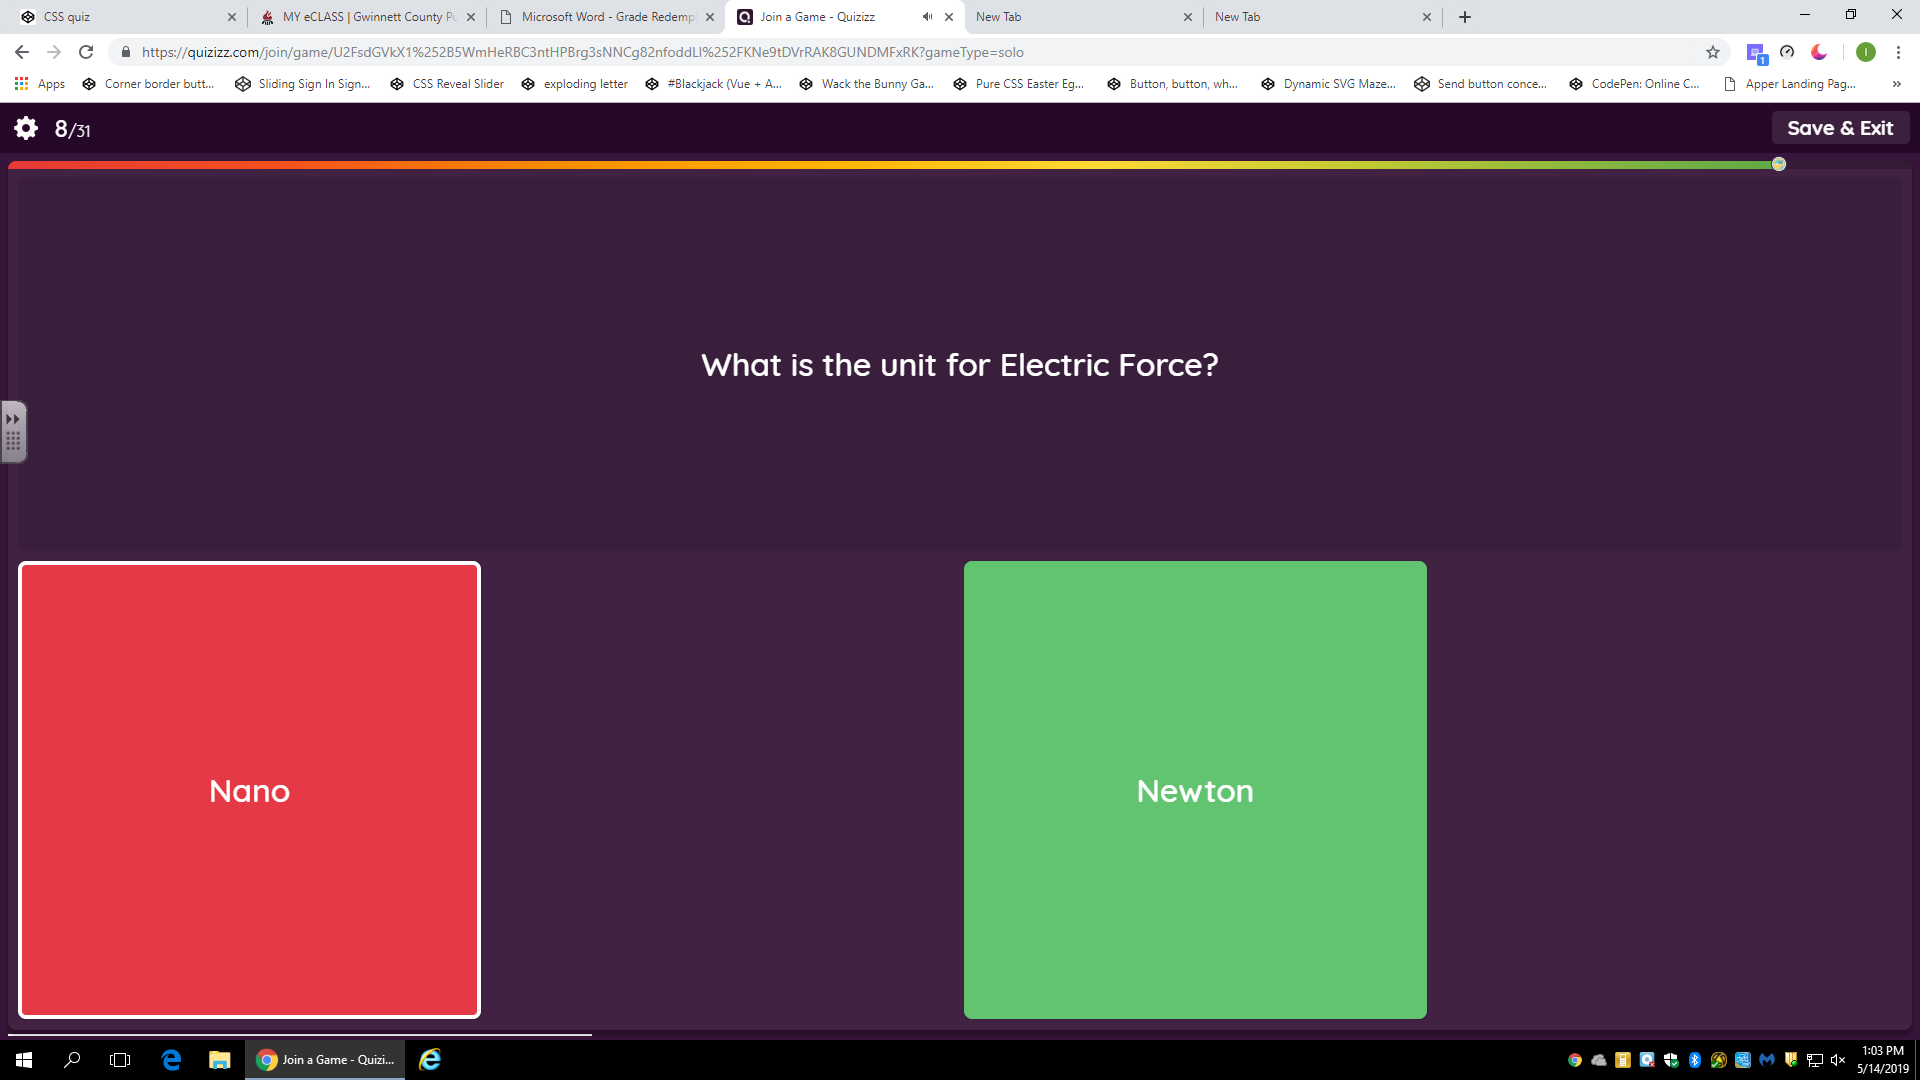 CSS quiz
MY eCLASS | Gwinnett County Pu
Microsoft Word - Grade Redemp
Join a Game - Quizizz
New Tab
New Tab
https://quizizz.com/join/game/U2FsdGVkX1%252B5WmHeRBC3ntHPBrg3sNNCg82nfoddLI%252FKNe9tDVrRAK8GUNDMFxRK?gameType=solo
1
I
Apps
Corner border butt...
Sliding Sign In Sign...
CSS Reveal Slider
exploding letter
#Blackjack (Vue + A...
Wack the Bunny Ga...
Pure CSS Easter Eg...
Button, button, wh...
Dynamic SVG Maze...
Send button conce...
CodePen: Online C...
Apper Landing Pag...
8/31
Save & Exit
What is the unit for Electric Force?
Nano
Newton
Join a Game - Quizi...
1:03 PM
5/14/2019